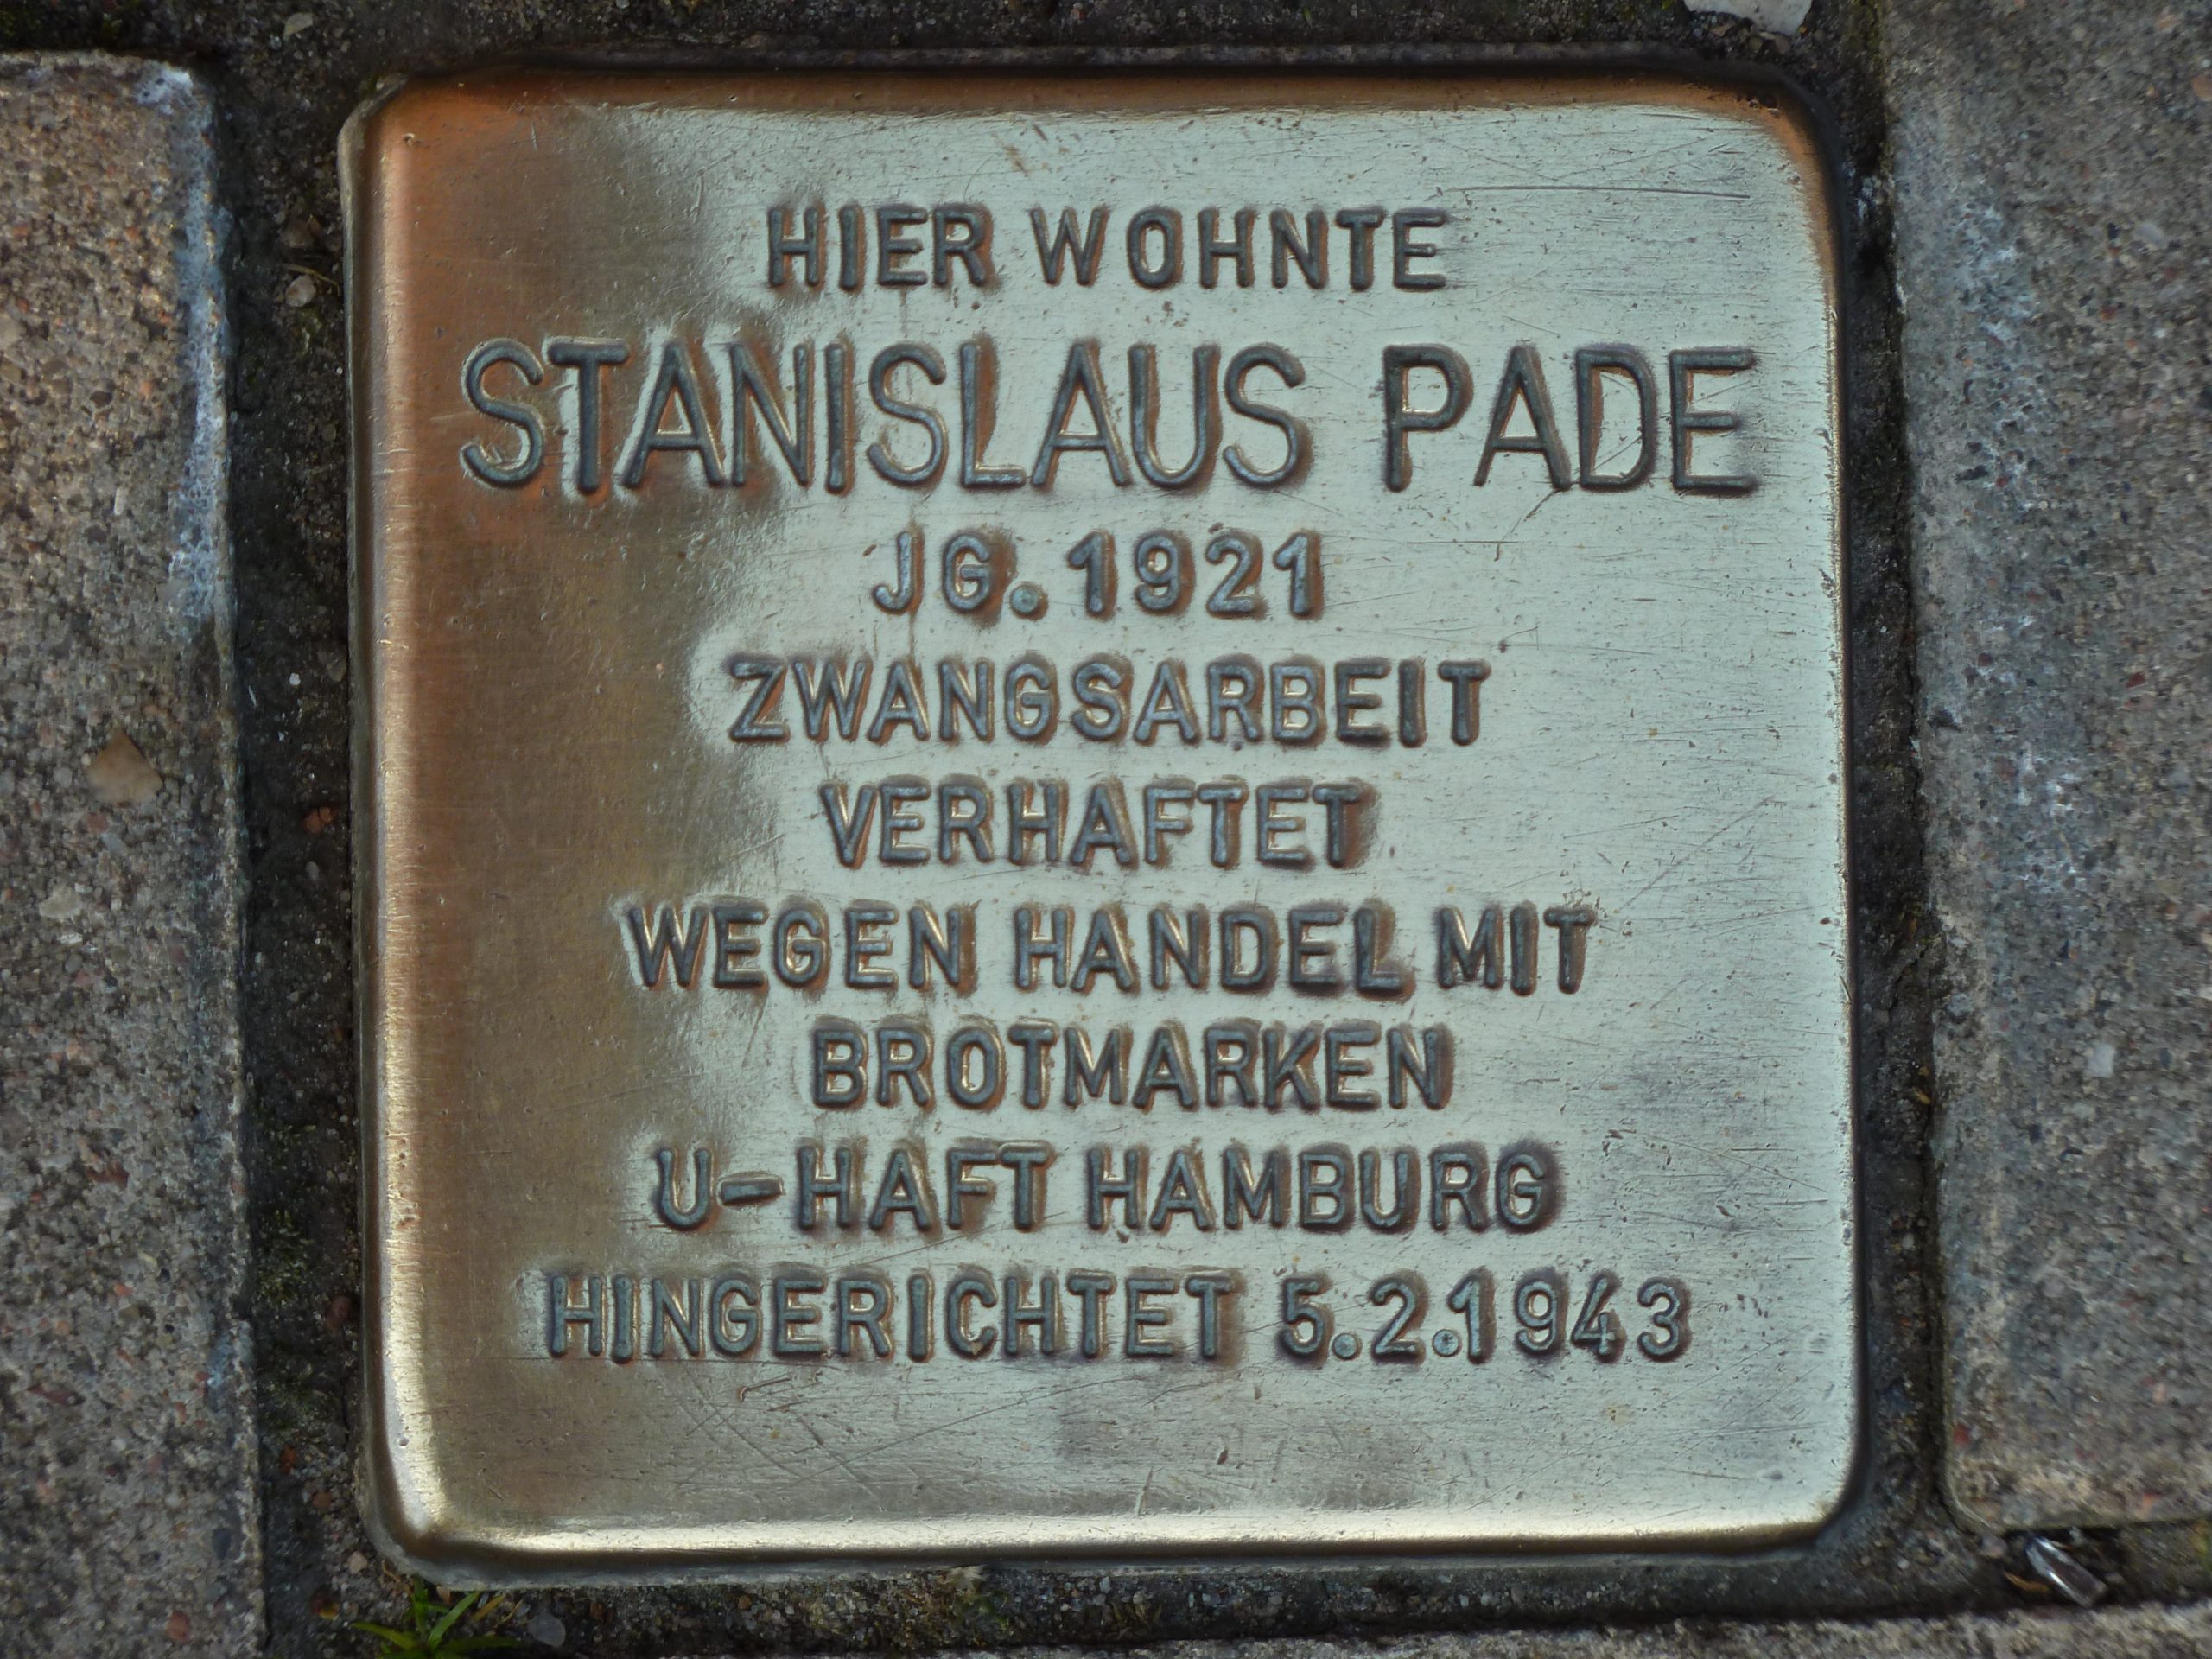 HIER WOHNTE
STANISLAUS PADE
JG. 1921
ZWANGSARBEIT
VERHAFTET
WEGEN HANDEL MIT
BROTMARKEN
U-HAFT HAMBURG
HINGERICHTET 5.2.1943